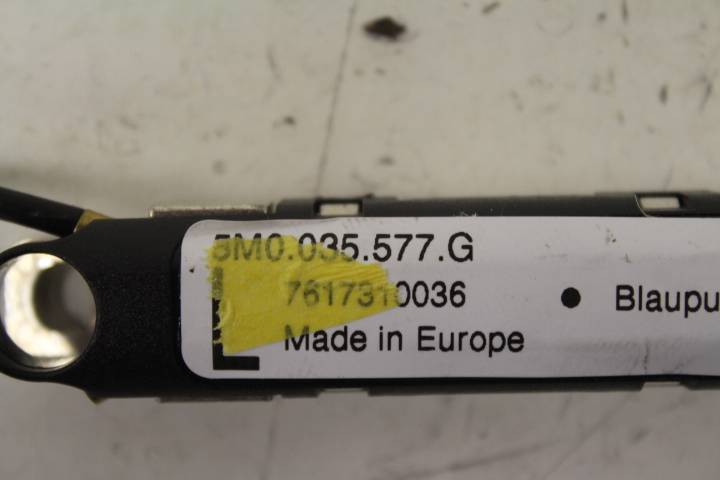 5M0.035.577.G
7617310036 ● Blaupu
Made in Europe